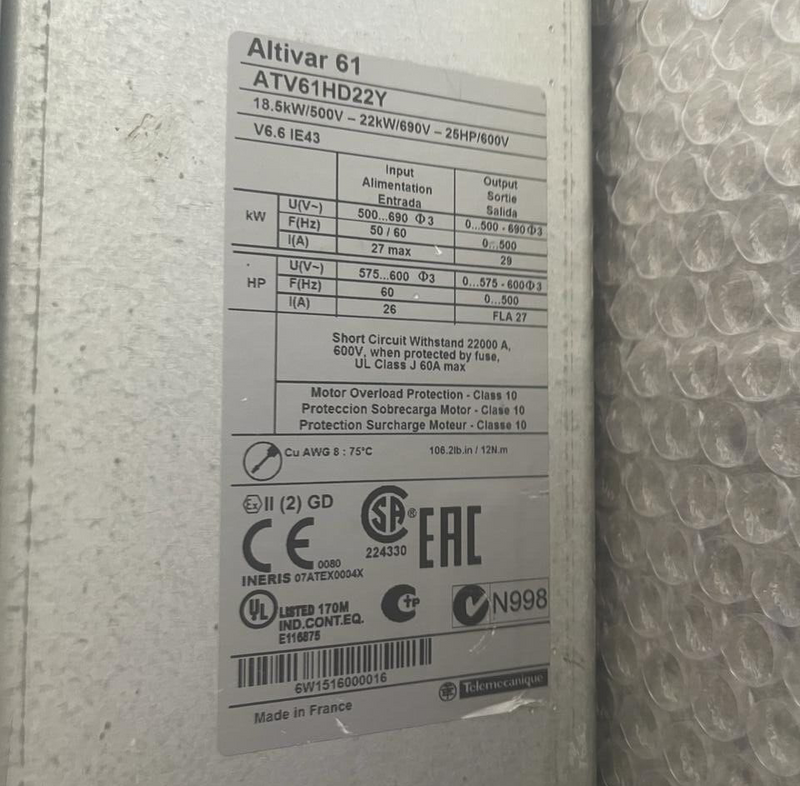 Altivar 61
ATV61HD22Y
18.5kW/500V – 22kW/690V – 25HP/600V
V6.6 IE43
Input Output
Alimentation Sortie
Entrada Salida
kW U(V~) 500...690 Φ3 0...500 - 690Φ3
F(Hz) 50 / 60 0...500
I(A) 27 max 29
HP U(V~) 575...600 Φ3 0...575 - 600Φ3
F(Hz) 60 0...500
I(A) 26 FLA 27
Short Circuit Withstand 22000 A,
600V, when protected by fuse,
UL Class J 60A max
Motor Overload Protection - Class 10
Proteccion Sobrecarga Motor - Clase 10
Protection Surcharge Moteur - Classe 10
Cu AWG 8 : 75°C 106.2lb.in / 12N.m
Ex II (2) GD
CE 0080
SA ®
224330
EAC
INERIS 07ATEX0004X
UL LISTED 170M
IND.CONT.EQ.
E116875
C TP
N998
6W1516000016
Made in France
Telemecanique